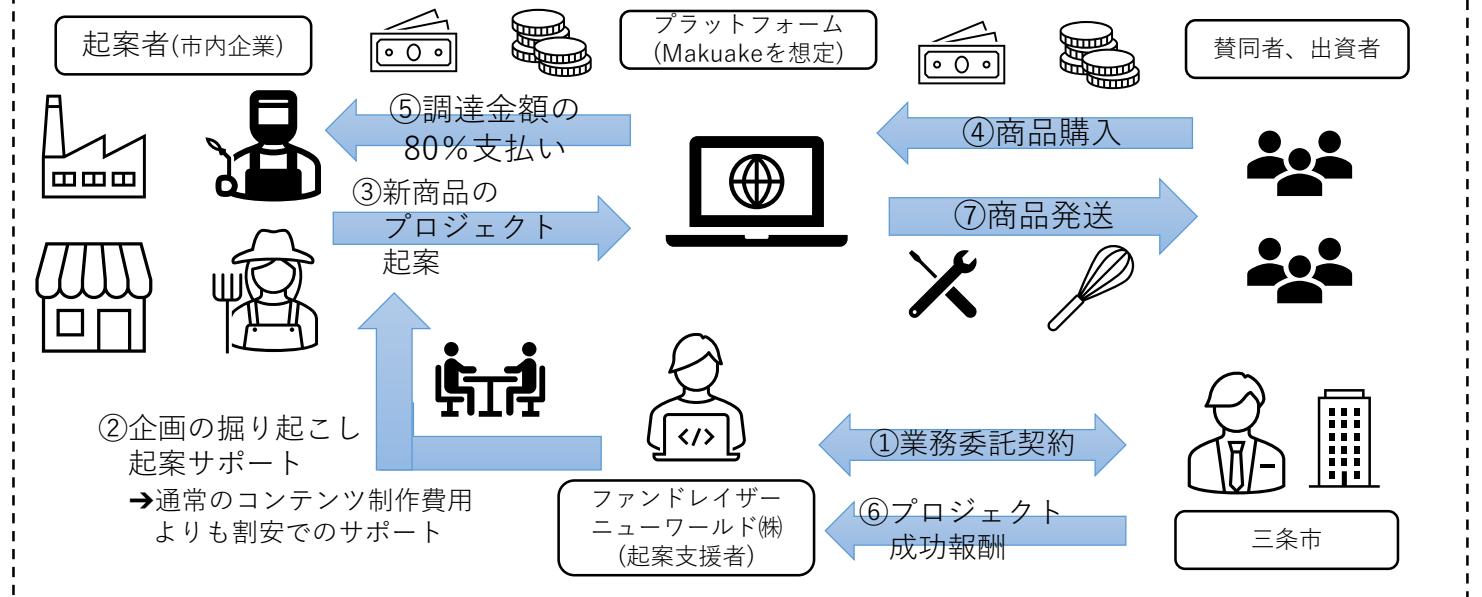 起案者(市内企業)
プラットフォーム
(Makuakeを想定)
賛同者、出資者
⑤調達金額の
80%支払い
④商品購入
③新商品の
プロジェクト
起案
⑦商品発送
②企画の掘り起こし
起案サポート
➔通常のコンテンツ制作費用
よりも割安でのサポート
</>
①業務委託契約
ファンドレイザー
ニューワールド㈱
(起案支援者)
⑥プロジェクト
成功報酬
三条市